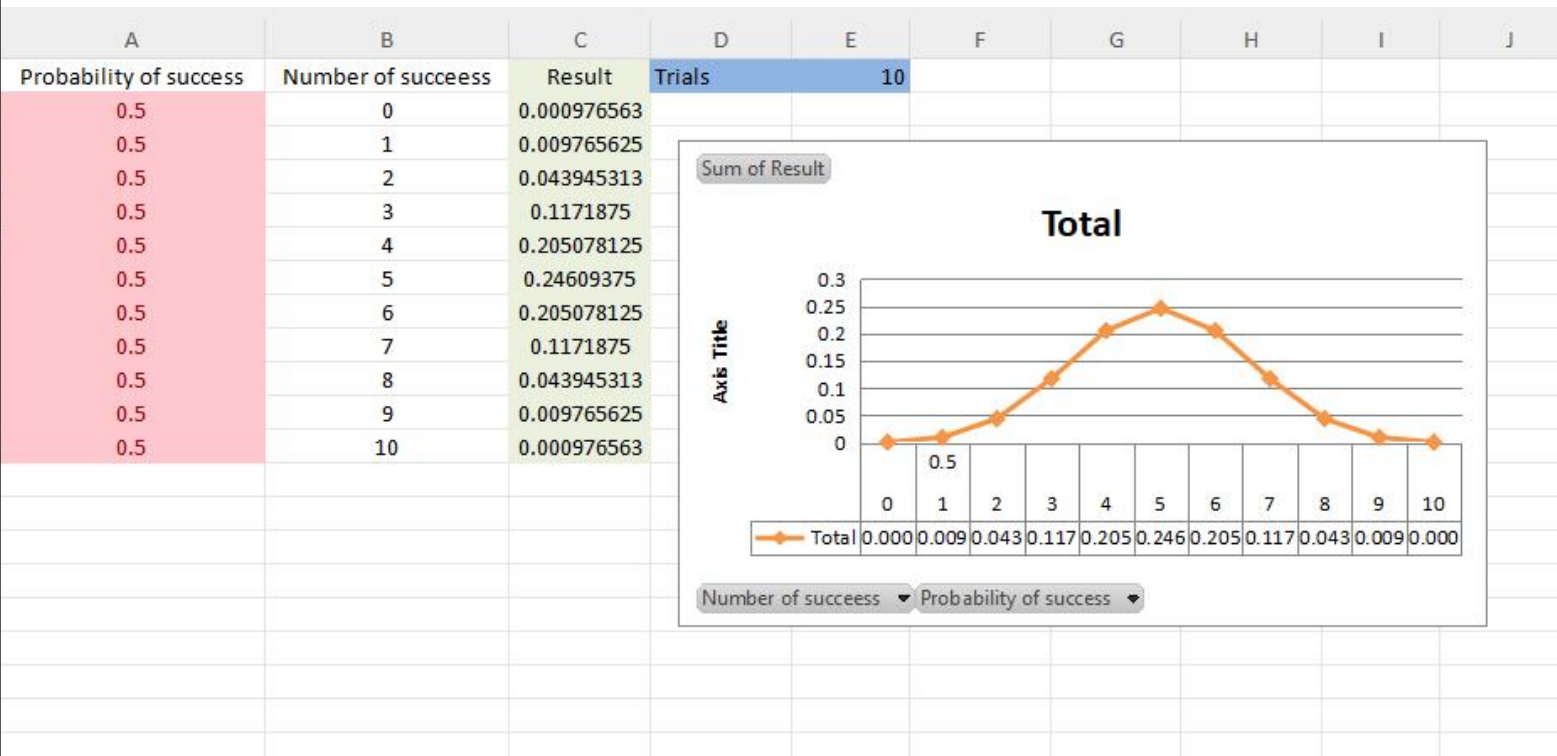 A B C D E F G H I J
Probability of success Number of succeess Result Trials 10
0.5 0 0.000976563
0.5 1 0.009765625
0.5 2 0.043945313
0.5 3 0.1171875
0.5 4 0.205078125
0.5 5 0.24609375
0.5 6 0.205078125
0.5 7 0.1171875
0.5 8 0.043945313
0.5 9 0.009765625
0.5 10 0.000976563
Sum of Result
Total
Axis Title
0.3
0.25
0.2
0.15
0.1
0.05
0
0.5
0 1 2 3 4 5 6 7 8 9 10
Total 0.000 0.009 0.043 0.117 0.205 0.246 0.205 0.117 0.043 0.009 0.000
Number of succeess Probability of success